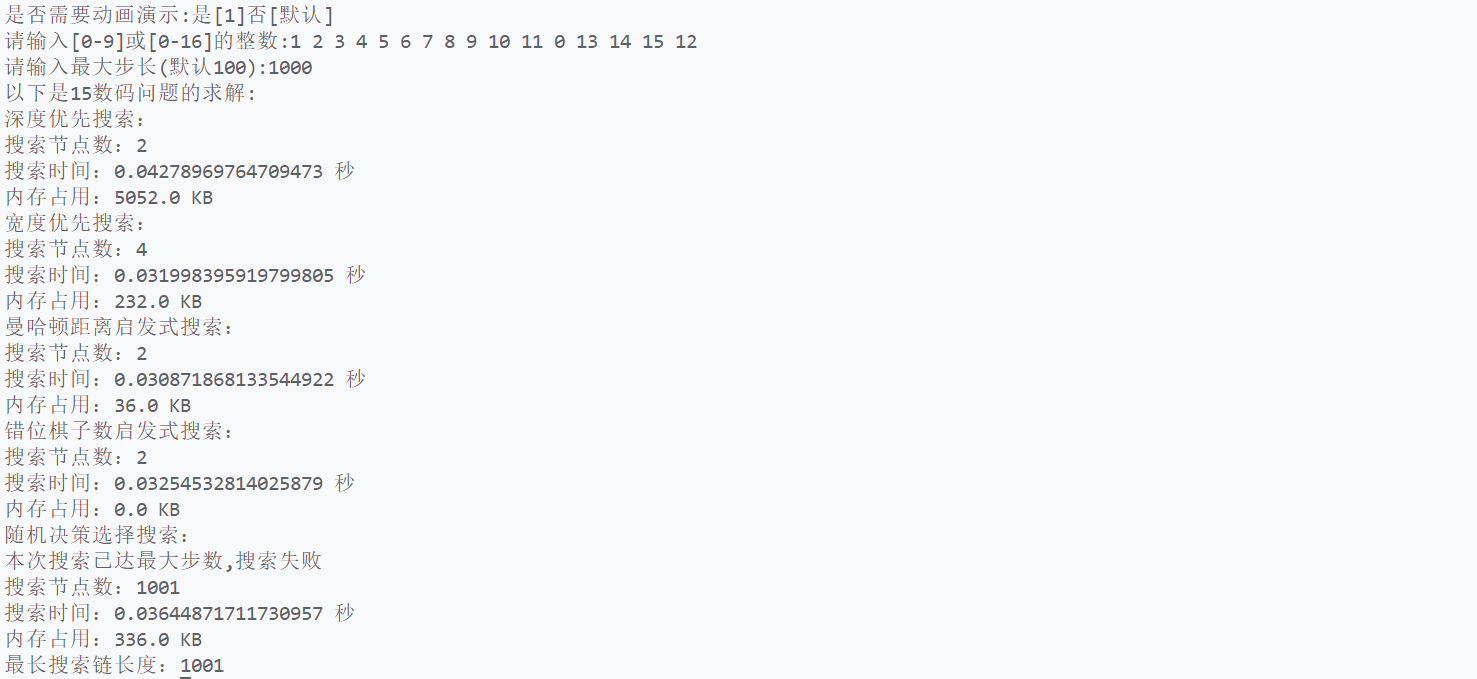 是否需要动画演示:是[1]否[默认]
请输入[0-9]或[0-16]的整数:1 2 3 4 5 6 7 8 9 10 11 0 13 14 15 12
请输入最大步长(默认100):1000
以下是15数码问题的求解:
深度优先搜索:
搜索节点数: 2
搜索时间: 0.04278969764709473 秒
内存占用: 5052.0 KB
宽度优先搜索:
搜索节点数: 4
搜索时间: 0.031998395919799805 秒
内存占用: 232.0 KB
曼哈顿距离启发式搜索:
搜索节点数: 2
搜索时间: 0.030871868133544922 秒
内存占用: 36.0 KB
错位棋子数启发式搜索:
搜索节点数: 2
搜索时间: 0.03254532814025879 秒
内存占用: 0.0 KB
随机决策选择搜索:
本次搜索已达最大步数,搜索失败
搜索节点数: 1001
搜索时间: 0.03644871711730957 秒
内存占用: 336.0 KB
最长搜索链长度: 1001